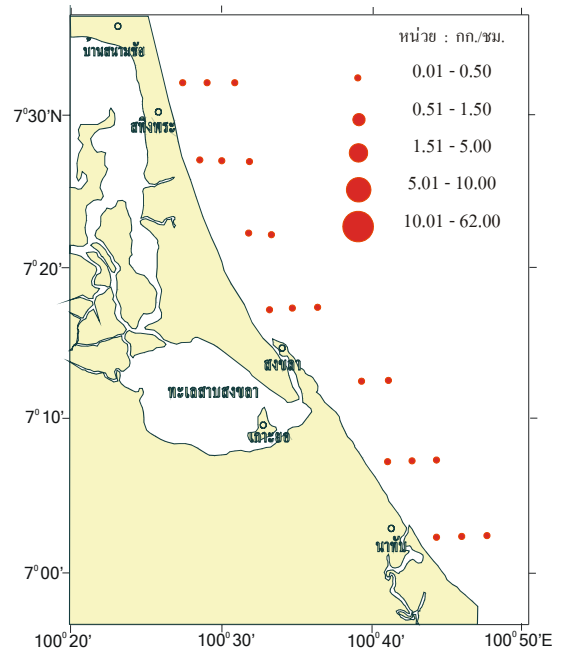 หน่วย : กก./ชม.
0.01 - 0.50
0.51 - 1.50
1.51 - 5.00
5.01 - 10.00
10.01 - 62.00
บ้านสนามชัย
สทิงพระ
สงขลา
ทะเลสาบสงขลา
เกาะยอ
นาทับ
7°30'N
7°20'
7°10'
7°00'
100°20'
100°30'
100°40'
100°50'E